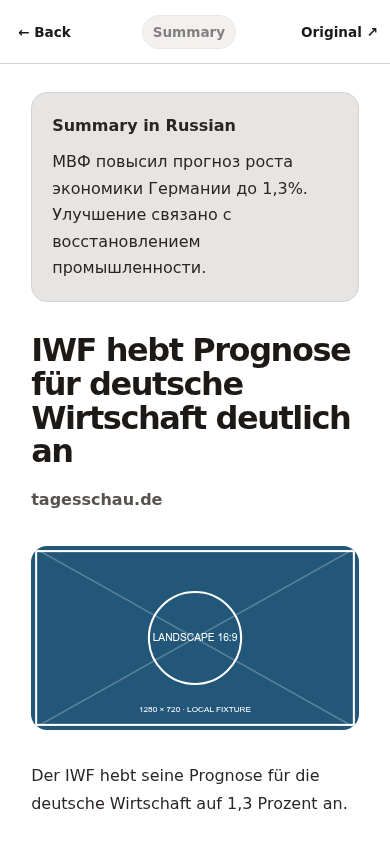 ← Back
Summary
Original ↗
Summary in Russian
МВФ повысил прогноз роста
экономики Германии до 1,3%.
Улучшение связано с
восстановлением
промышленности.
IWF hebt Prognose
für deutsche
Wirtschaft deutlich
an
tagesschau.de
LANDSCAPE 16:9
1280 × 720 · LOCAL FIXTURE
Der IWF hebt seine Prognose für die
deutsche Wirtschaft auf 1,3 Prozent an.